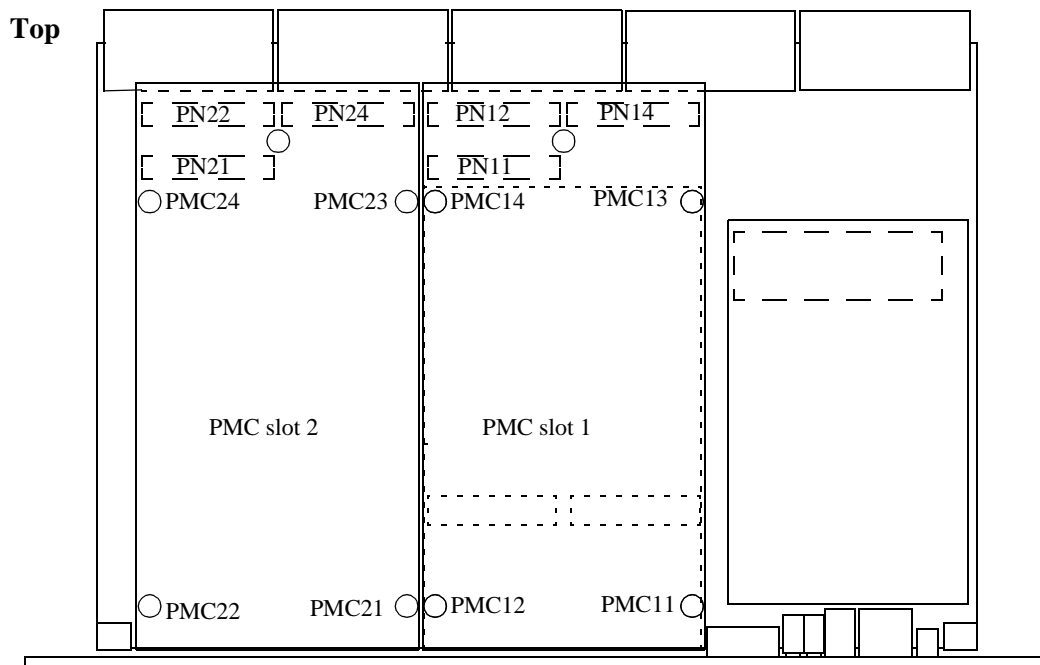 Top
PN22 PN24 PN12 PN14
PN21 PN11
PMC24 PMC23 PMC14 PMC13
PMC slot 2 PMC slot 1
PMC22 PMC21 PMC12 PMC11